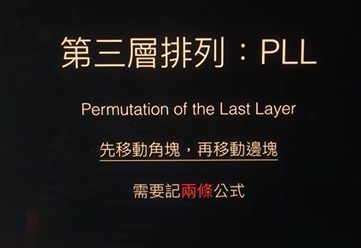 第三層排列：PLL
Permutation of the Last Layer
先移動角塊，再移動邊塊
需要記兩條公式